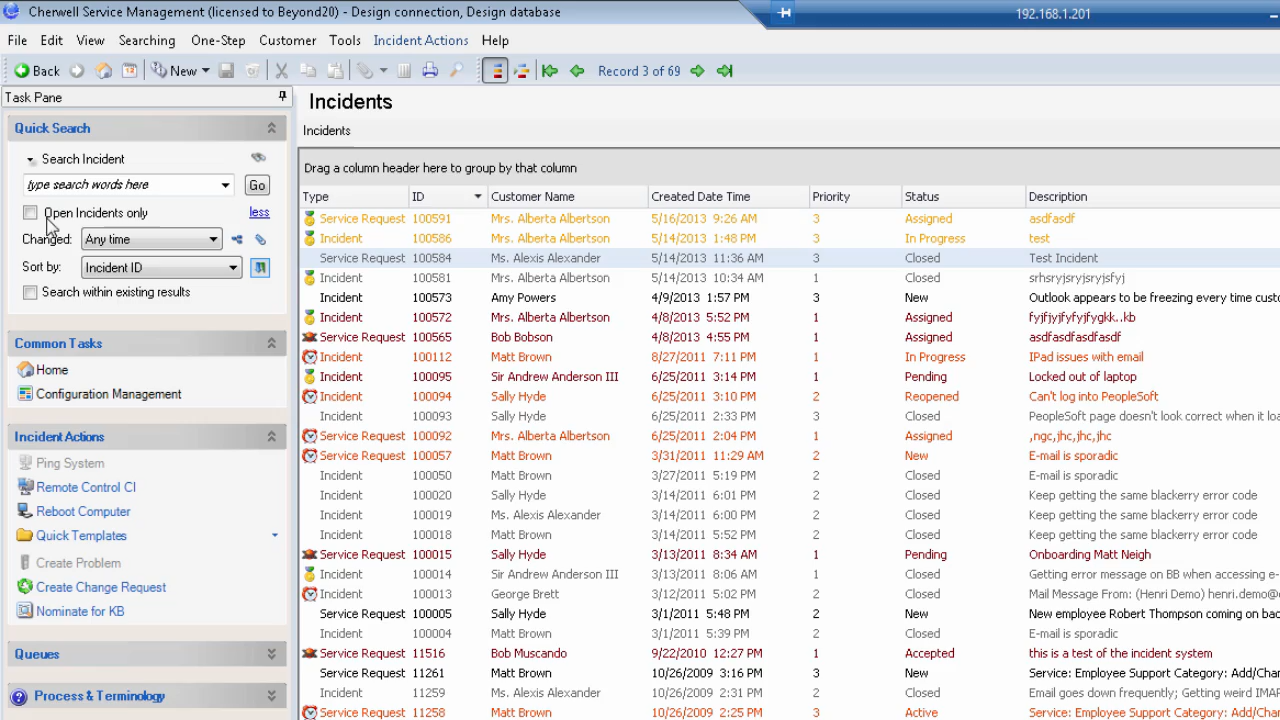 Cherwell Service Management (licensed to Beyond20) - Design connection, Design database
192.168.1.201
File Edit View Searching One-Step Customer Tools Incident Actions Help
Back New Record 3 of 69
Task Pane
Quick Search
Search Incident
type search words here Go
Open Incidents only less
Changed: Any time
Sort by: Incident ID
Search within existing results
Common Tasks
Home
Configuration Management
Incident Actions
Ping System
Remote Control CI
Reboot Computer
Quick Templates
Create Problem
Create Change Request
Nominate for KB
Queues
Process & Terminology
Incidents
Incidents
Drag a column header here to group by that column
Type ID Customer Name Created Date Time Priority Status Description
Service Request 100591 Mrs. Alberta Albertson 5/16/2013 9:26 AM 3 Assigned asdfasdf
Incident 100586 Mrs. Alberta Albertson 5/14/2013 1:48 PM 3 In Progress test
Service Request 100584 Ms. Alexis Alexander 5/14/2013 11:36 AM 3 Closed Test Incident
Incident 100581 Mrs. Alberta Albertson 5/14/2013 10:34 AM 3 Closed srhsryjsryjsryjsfyj
Incident 100573 Amy Powers 4/9/2013 1:57 PM 3 New Outlook appears to be freezing every time custo
Incident 100572 Mrs. Alberta Albertson 4/8/2013 5:52 PM 1 Assigned fyjfjyjfyjfyjfygkk..kb
Service Request 100565 Bob Bobson 4/8/2013 4:55 PM 1 Assigned asdfasdfasdfasdf
Incident 100112 Matt Brown 8/27/2011 7:11 PM 1 In Progress IPad issues with email
Incident 100095 Sir Andrew Anderson III 6/25/2011 3:14 PM 1 Pending Locked out of laptop
Incident 100094 Sally Hyde 6/25/2011 3:10 PM 2 Reopened Can't log into PeopleSoft
Incident 100093 Sally Hyde 6/25/2011 2:33 PM 3 Closed PeopleSoft page doesn't look correct when it loa
Service Request 100092 Mrs. Alberta Albertson 6/25/2011 2:04 PM 1 Assigned ,ngc,jhc,jhc,jhc
Service Request 100057 Matt Brown 3/31/2011 11:29 AM 2 New E-mail is sporadic
Incident 100050 Matt Brown 3/28/2011 5:19 PM 2 Closed E-mail is sporadic
Incident 100020 Sally Hyde 3/14/2011 6:01 PM 2 Closed Keep getting the same blackerry error code
Incident 100019 Ms. Alexis Alexander 3/14/2011 6:00 PM 2 Closed Keep getting the same blackerry error code
Incident 100018 Matt Brown 3/14/2011 5:52 PM 2 Closed Keep getting the same blackerry error code
Service Request 100015 Sally Hyde 3/13/2011 8:34 AM 1 Pending Onboarding Matt Neigh
Incident 100014 Sir Andrew Anderson III 3/13/2011 8:06 AM 1 Closed Getting error message on BB when accessing e-
Incident 100013 George Brett 3/12/2011 5:02 PM 2 Closed Mail Message From: (Henri Demo) henri.demo@
Service Request 100005 Sally Hyde 3/1/2011 5:48 PM 2 New New employee Robert Thompson coming on boa
Incident 100004 Matt Brown 3/1/2011 5:39 PM 2 Closed E-mail is sporadic
Service Request 11516 Bob Muscando 9/22/2010 12:27 PM 1 Accepted this is a test of the incident system
Service Request 11261 Matt Brown 10/26/2009 3:16 PM 3 New Service: Employee Support Category: Add/Char
Incident 11259 Ms. Alexis Alexander 10/26/2009 2:31 PM 3 Closed Email goes down frequently; Getting weird IMAP
Incident 11258 Matt Brown 10/26/2009 2:25 PM 3 Active Service: Employee Support Category: Add/Char